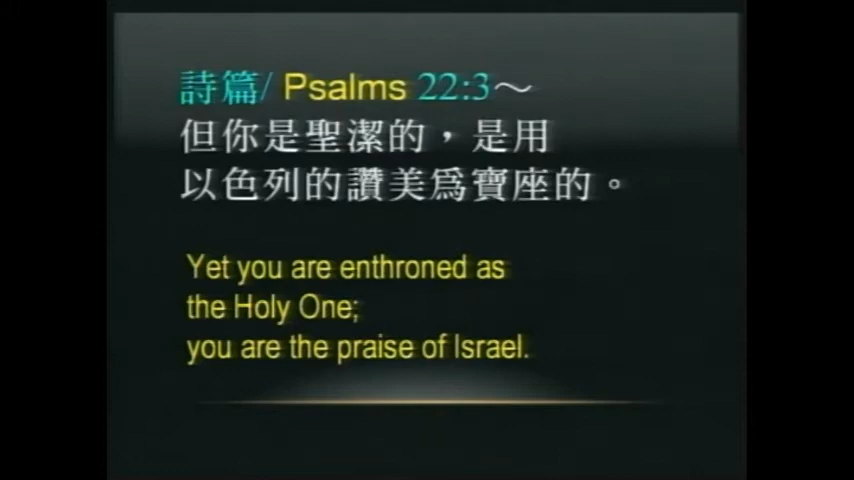 詩篇/ Psalms 22:3～
但你是聖潔的，是用
以色列的讚美為寶座的。
Yet you are enthroned as
the Holy One;
you are the praise of Israel.